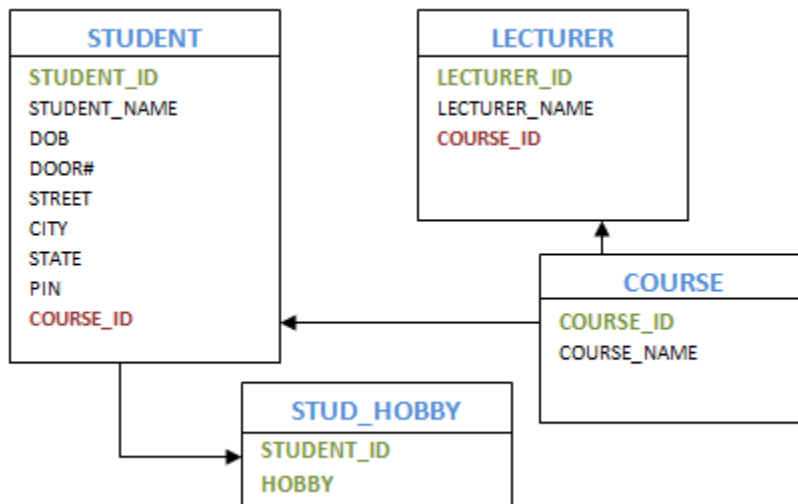 STUDENT
STUDENT_ID
STUDENT_NAME
DOB
DOOR#
STREET
CITY
STATE
PIN
COURSE_ID
LECTURER
LECTURER_ID
LECTURER_NAME
COURSE_ID
COURSE
COURSE_ID
COURSE_NAME
STUD_HOBBY
STUDENT_ID
HOBBY